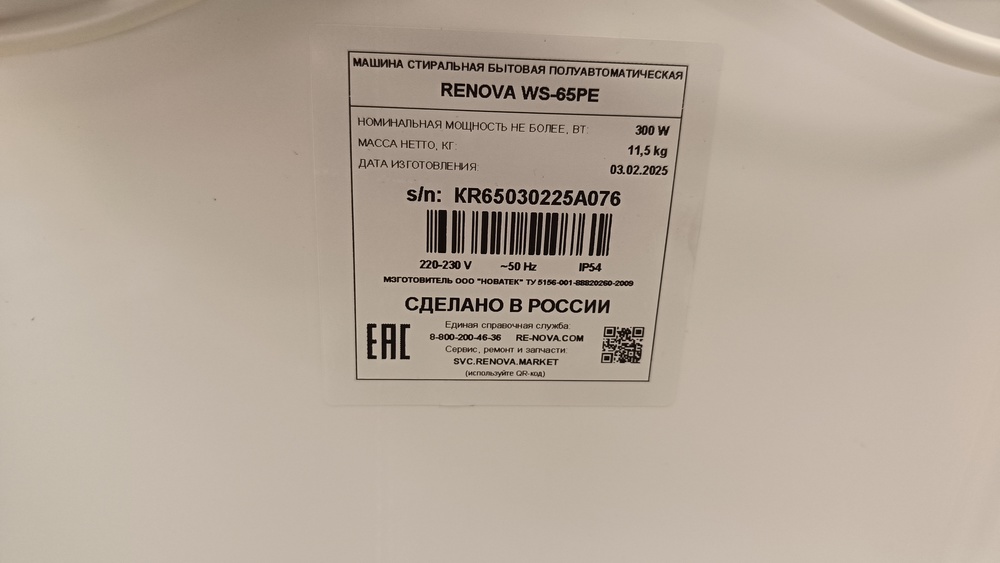 МАШИНА СТИРАЛЬНАЯ БЫТОВАЯ ПОЛУАВТОМАТИЧЕСКАЯ
RENOVA WS-65PE
НОМИНАЛЬНАЯ МОЩНОСТЬ НЕ БОЛЕЕ, ВТ: 300 W
МАССА НЕТТО, КГ: 11,5 kg
ДАТА ИЗГОТОВЛЕНИЯ: 03.02.2025
s/n: KR65030225A076
220-230 V ~50 Hz IP54
ИЗГОТОВИТЕЛЬ ООО "НОВАТЕК" ТУ 5156-001-88820260-2009
СДЕЛАНО В РОССИИ
EAC
Единая справочная служба:
8-800-200-46-36 RE-NOVA.COM
Сервис, ремонт и запчасти:
SVC.RENOVA.MARKET
(используйте QR-код)